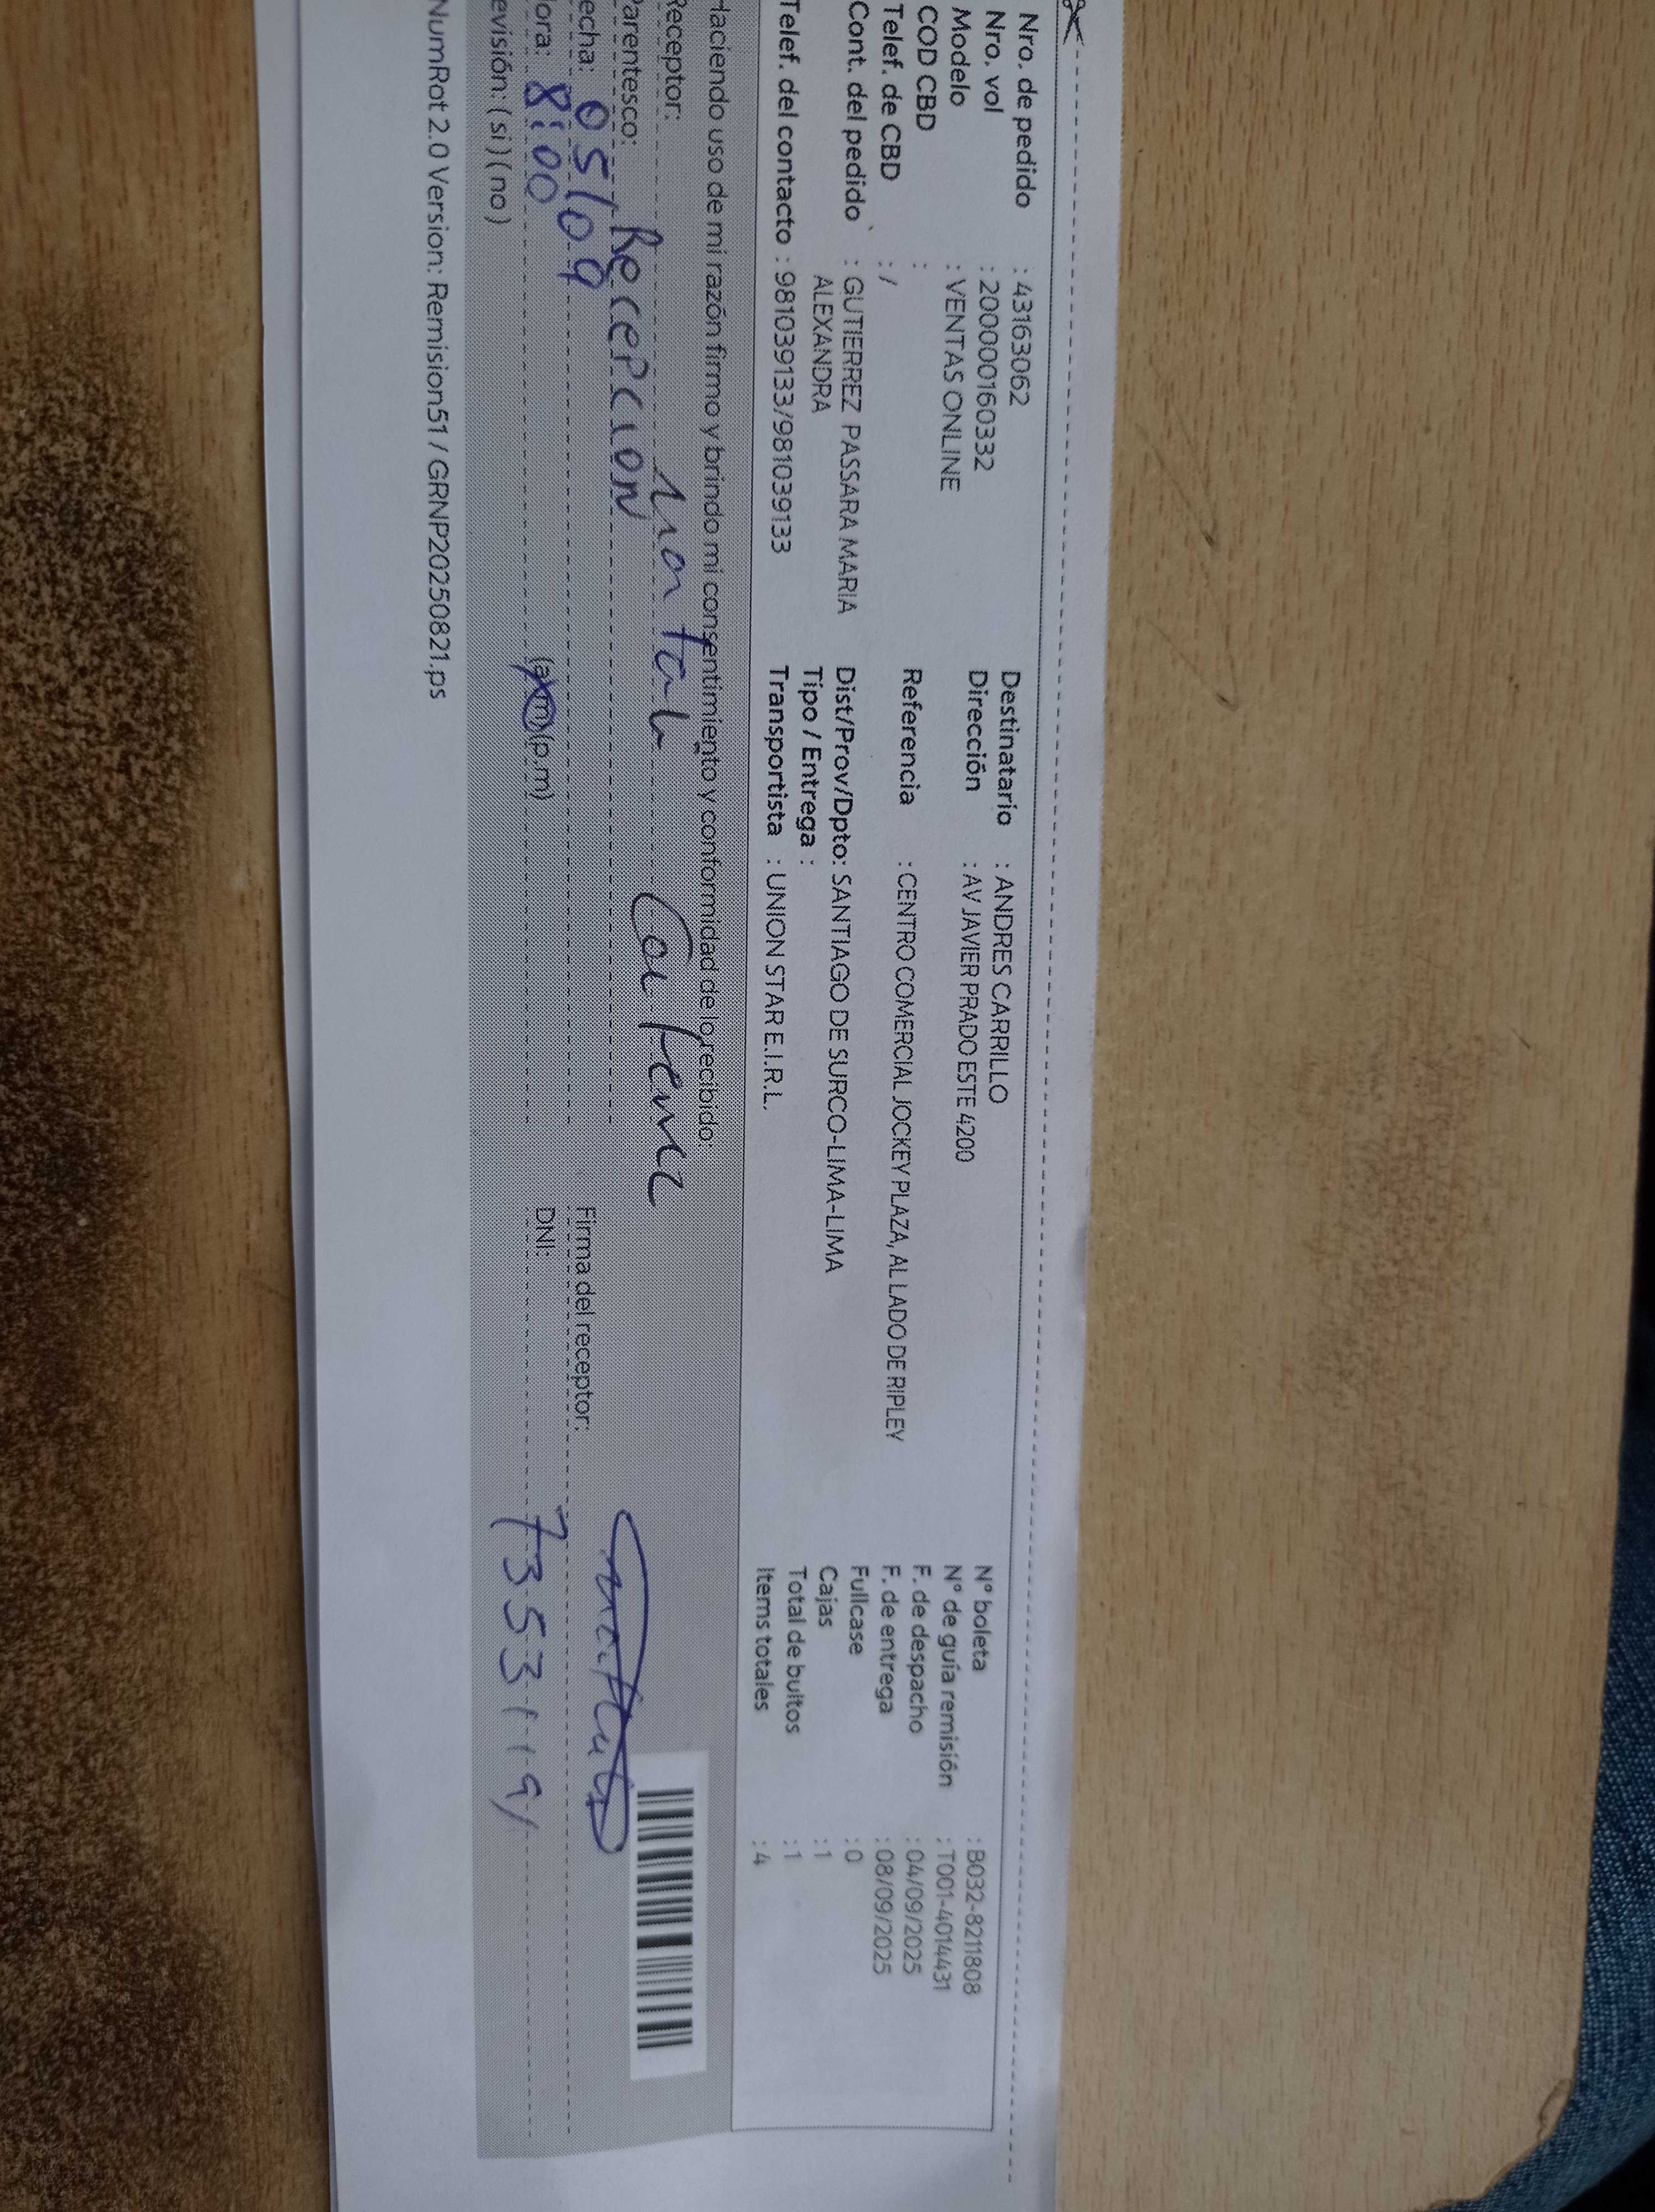 Nro. de pedido : 43163062
Nro. vol : 2000000160332
Modelo : VENTAS ONLINE
COD CBD :
Telef. de CBD : /
Cont. del pedido : GUTIERREZ PASSARA MARIA
ALEXANDRA
Telef. del contacto : 981039133/981039133
Destinatario : ANDRES CARRILLO
Dirección : AV JAVIER PRADO ESTE 4200
Referencia : CENTRO COMERCIAL JOCKEY PLAZA, AL LADO DE RIPLEY
Dist/Prov/Dpto: SANTIAGO DE SURCO-LIMA-LIMA
Tipo / Entrega :
Transportista : UNION STAR E.I.R.L.
N° boleta : B032-8211808
N° de guía remisión : T001-4014431
F. de despacho : 04/09/2025
F. de entrega : 08/09/2025
Fullcase : 0
Cajas : 1
Total de bultos : 1
Items totales : 4
Haciendo uso de mi razón firmo y brindo mi consentimiento y conformidad de lo recibido:
Receptor:
Parentesco: Recepcion
echa: 05/09
Firma del receptor:
ora: 8:00 (a.m) (p.m)
DNI:
evisión: ( si ) ( no )
NumRot 2.0 Version: Remision51 / GRNP20250821.ps